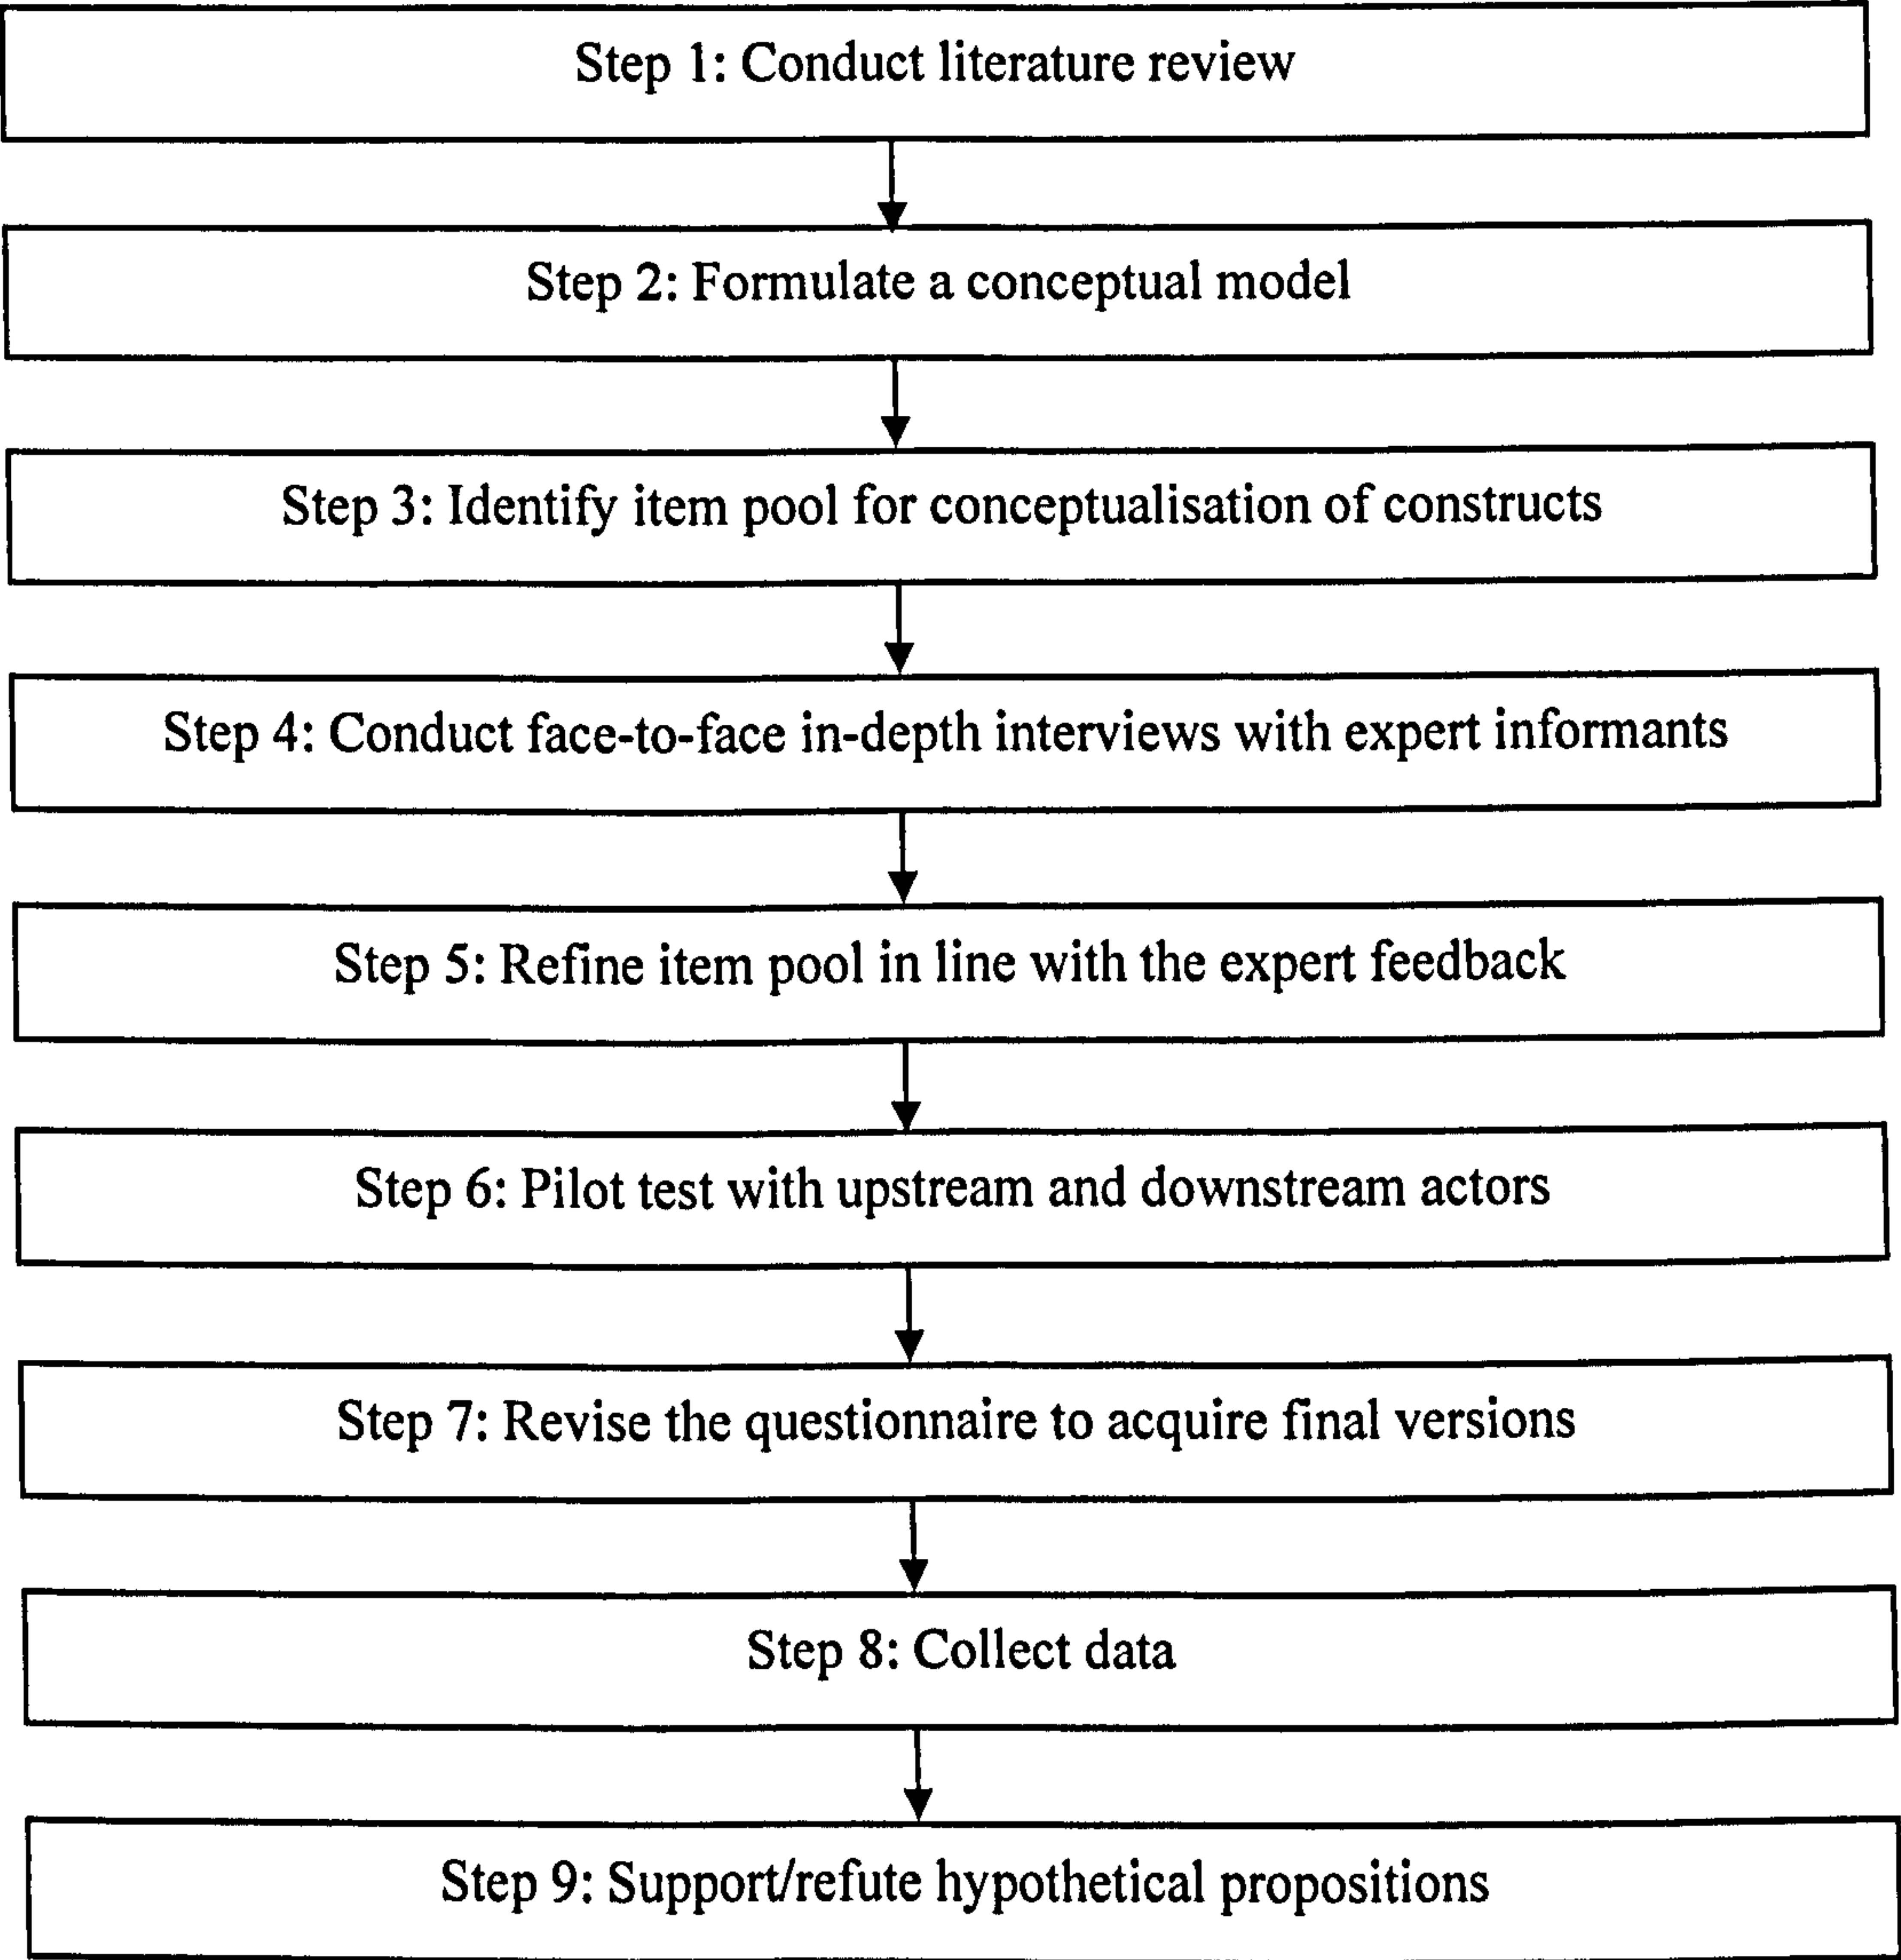 Step 1: Conduct literature review
Step 2: Formulate a conceptual model
Step 3: Identify item pool for conceptualisation of constructs
Step 4: Conduct face-to-face in-depth interviews with expert informants
Step 5: Refine item pool in line with the expert feedback
Step 6: Pilot test with upstream and downstream actors
Step 7: Revise the questionnaire to acquire final versions
Step 8: Collect data
Step 9: Support/refute hypothetical propositions